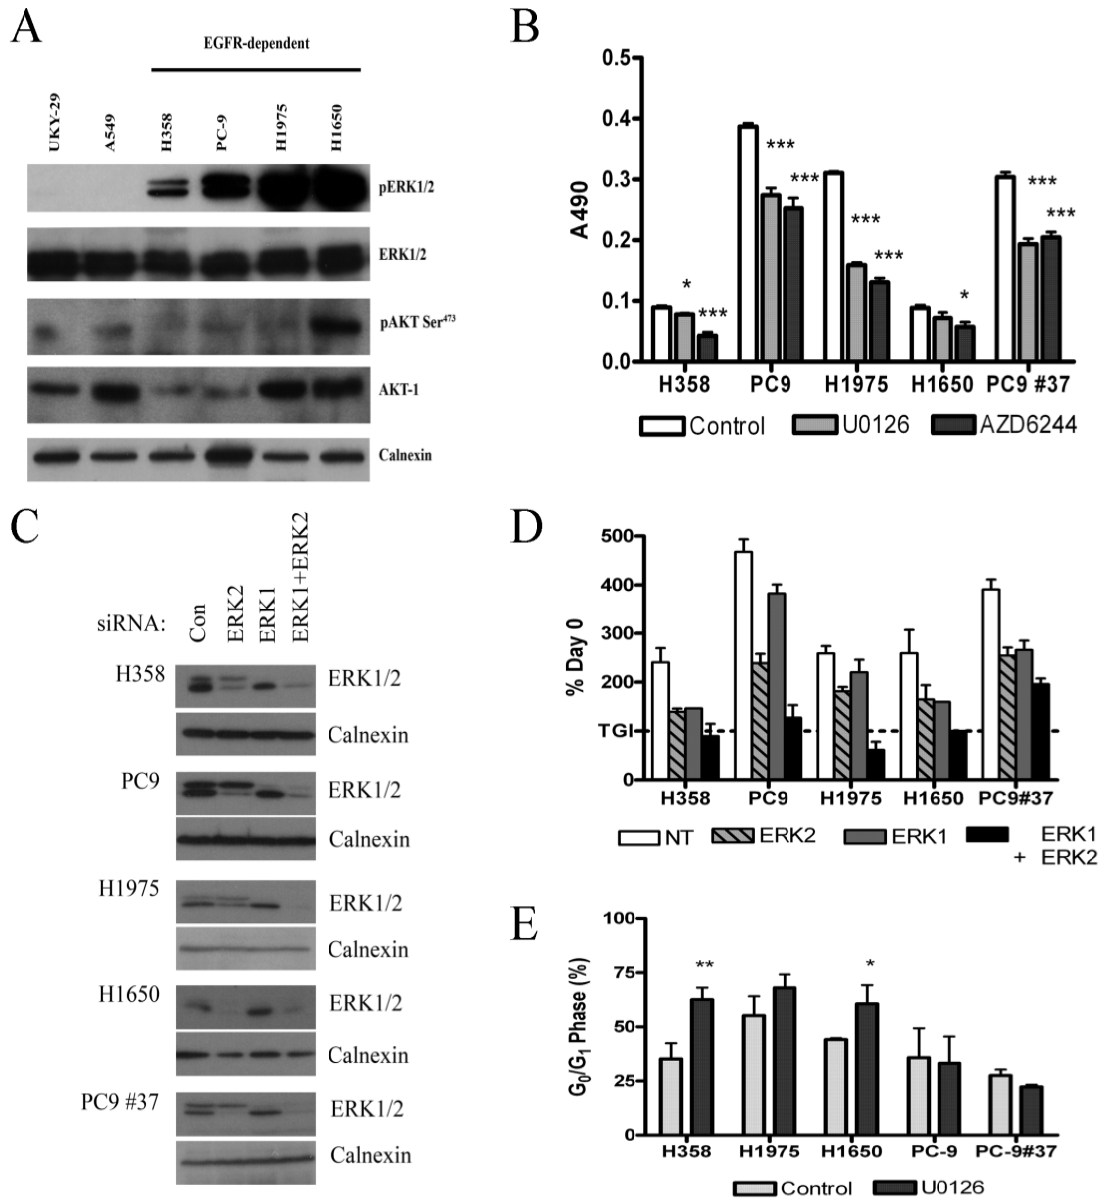 A
EGFR-dependent
UKY-29
A549
H358
PC-9
H1975
H1650
pERK1/2
ERK1/2
pAKT Ser473
AKT-1
Calnexin
B
A490
0.5
0.4
0.3
0.2
0.1
0.0
*
***
***
***
***
***
*
***
***
H358 PC9 H1975 H1650 PC9 #37
Control U0126 AZD6244
C
siRNA: Con ERK2 ERK1 ERK1+ERK2
H358 ERK1/2
Calnexin
PC9 ERK1/2
Calnexin
H1975 ERK1/2
Calnexin
H1650 ERK1/2
Calnexin
PC9 #37 ERK1/2
Calnexin
D
% Day 0
500
400
300
200
TGI
0
H358 PC9 H1975 H1650 PC9#37
NT ERK2 ERK1 ERK1
+ ERK2
E
G0/G1 Phase (%)
100
75
50
25
0
**
*
H358 H1975 H1650 PC-9 PC-9#37
Control U0126